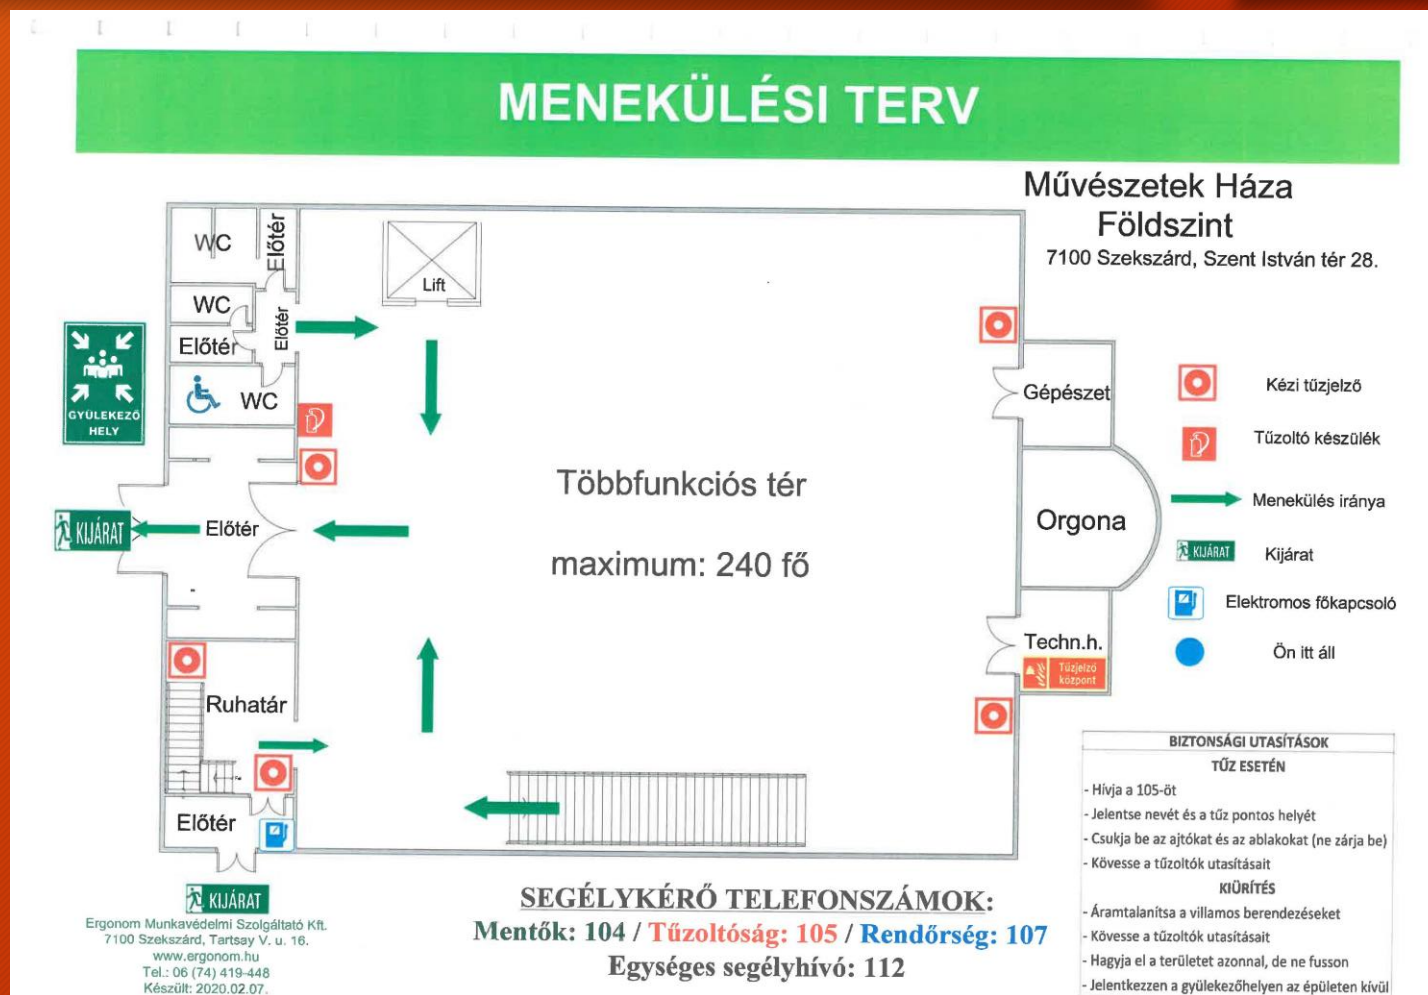 MENEKÜLÉSI TERV
Művészetek Háza
Földszint
7100 Szekszárd, Szent István tér 28.
WC
Előtér
Lift
WC
Előtér
Előtér
WC
GYÜLEKEZŐ
HELY
KIJÁRAT
Előtér
Többfunkciós tér
maximum: 240 fő
Gépészet
Orgona
Techn.h.
Tűzjelző
központ
Ruhatár
Előtér
KIJÁRAT
Kézi tűzjelző
Tűzoltó készülék
Menekülés iránya
KIJÁRAT
Kijárat
Elektromos főkapcsoló
Ön itt áll
BIZTONSÁGI UTASÍTÁSOK
TŰZ ESETÉN
- Hívja a 105-öt
- Jelentse nevét és a tűz pontos helyét
- Csukja be az ajtókat és az ablakokat (ne zárja be)
- Kövesse a tűzoltók utasításait
KIÜRÍTÉS
- Áramtalanítsa a villamos berendezéseket
- Kövesse a tűzoltók utasításait
- Hagyja el a területet azonnal, de ne fusson
- Jelentkezzen a gyülekezőhelyen az épületen kívül
Ergonom Munkavédelmi Szolgáltató Kft.
7100 Szekszárd, Tartsay V. u. 16.
www.ergonom.hu
Tel.: 06 (74) 419-448
Készült: 2020.02.07.
SEGÉLYKÉRŐ TELEFONSZÁMOK:
Mentők: 104 / Tűzoltóság: 105 / Rendőrség: 107
Egységes segélyhívó: 112